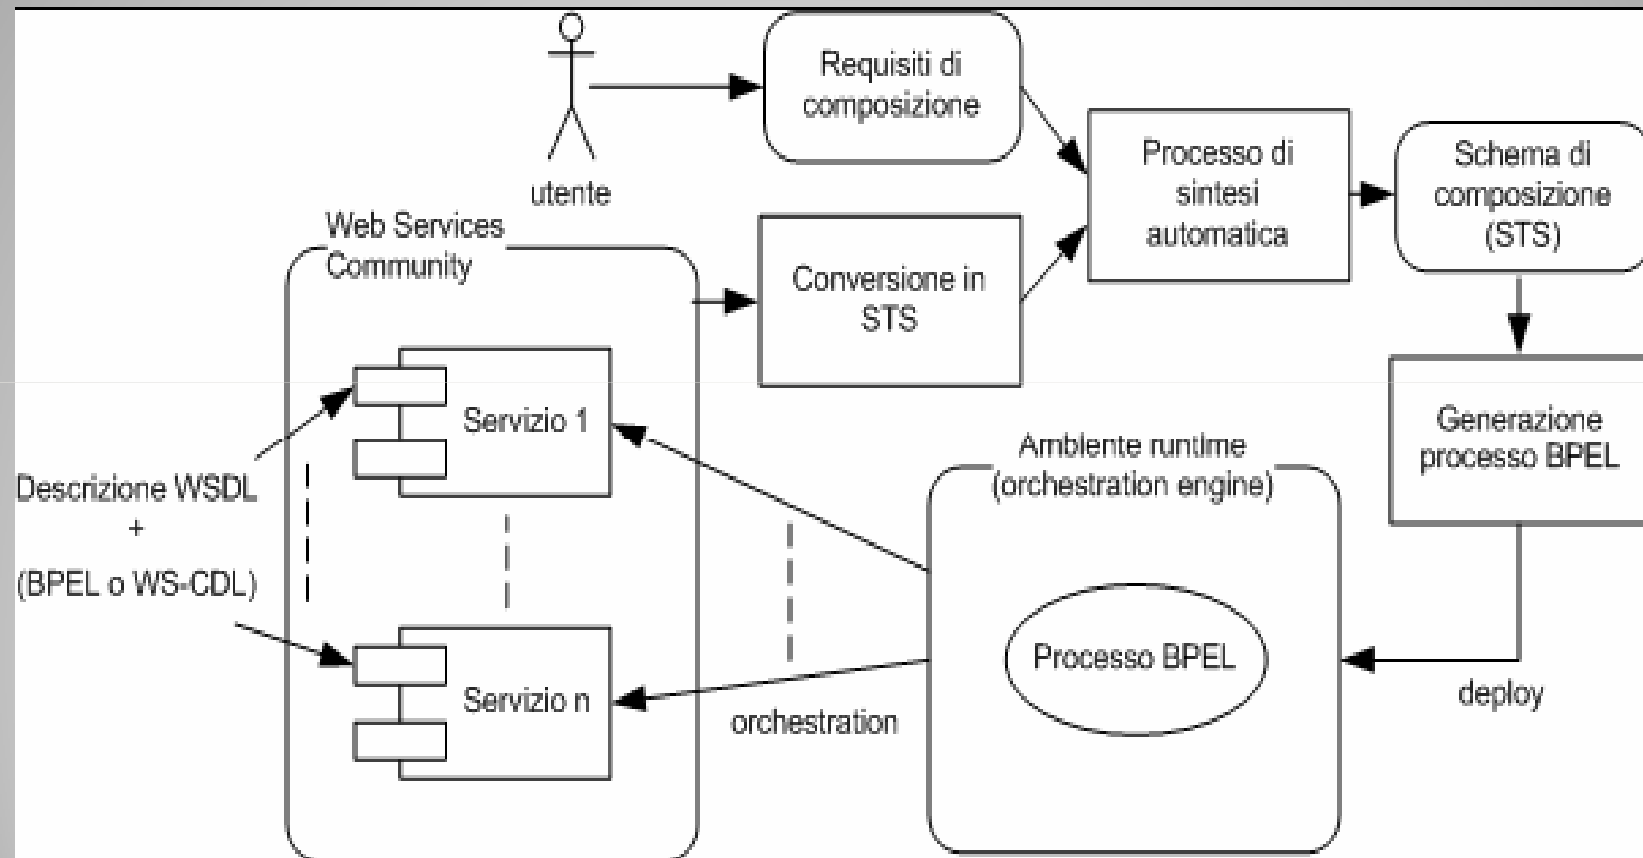 Requisiti di
composizione
utente
Processo di
sintesi
automatica
Schema di
composizione
(STS)
Web Services
Community
Conversione in
STS
Servizio 1
Generazione
processo BPEL
Ambiente runtime
(orchestration engine)
Descrizione WSDL
+
(BPEL o WS-CDL)
Processo BPEL
Servizio n
orchestration
deploy